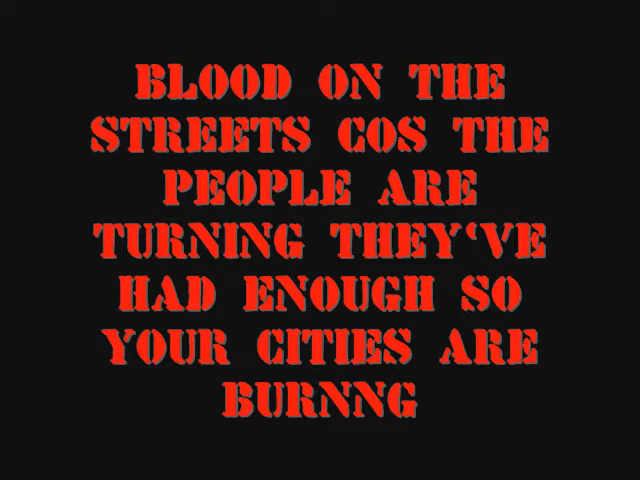 BLOOD ON THE
STREETS COS THE
PEOPLE ARE
TURNING THEY‘VE
HAD ENOUGH SO
YOUR CITIES ARE
BURNNG